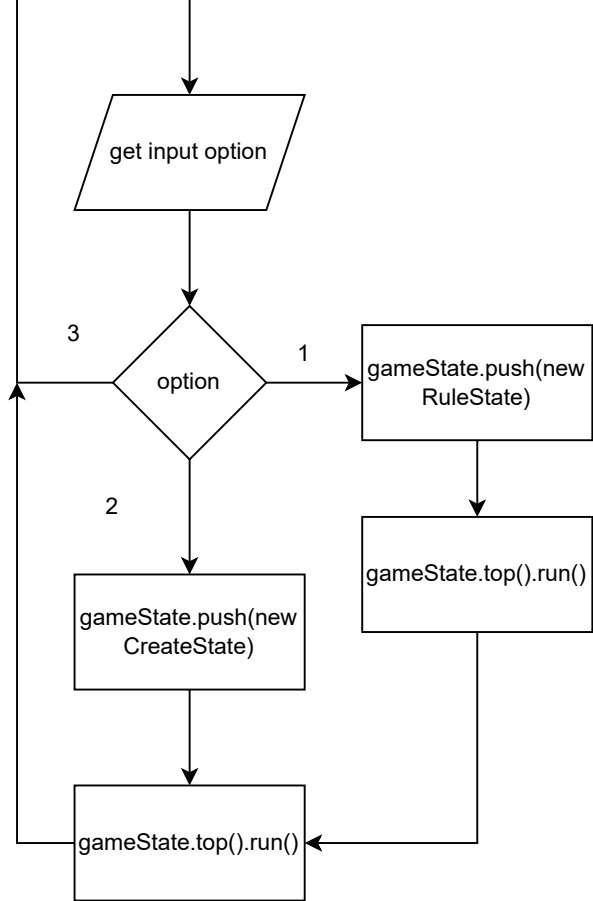 get input option
3
1
option
gameState.push(new
RuleState)
2
gameState.top().run()
gameState.push(new
CreateState)
gameState.top().run()